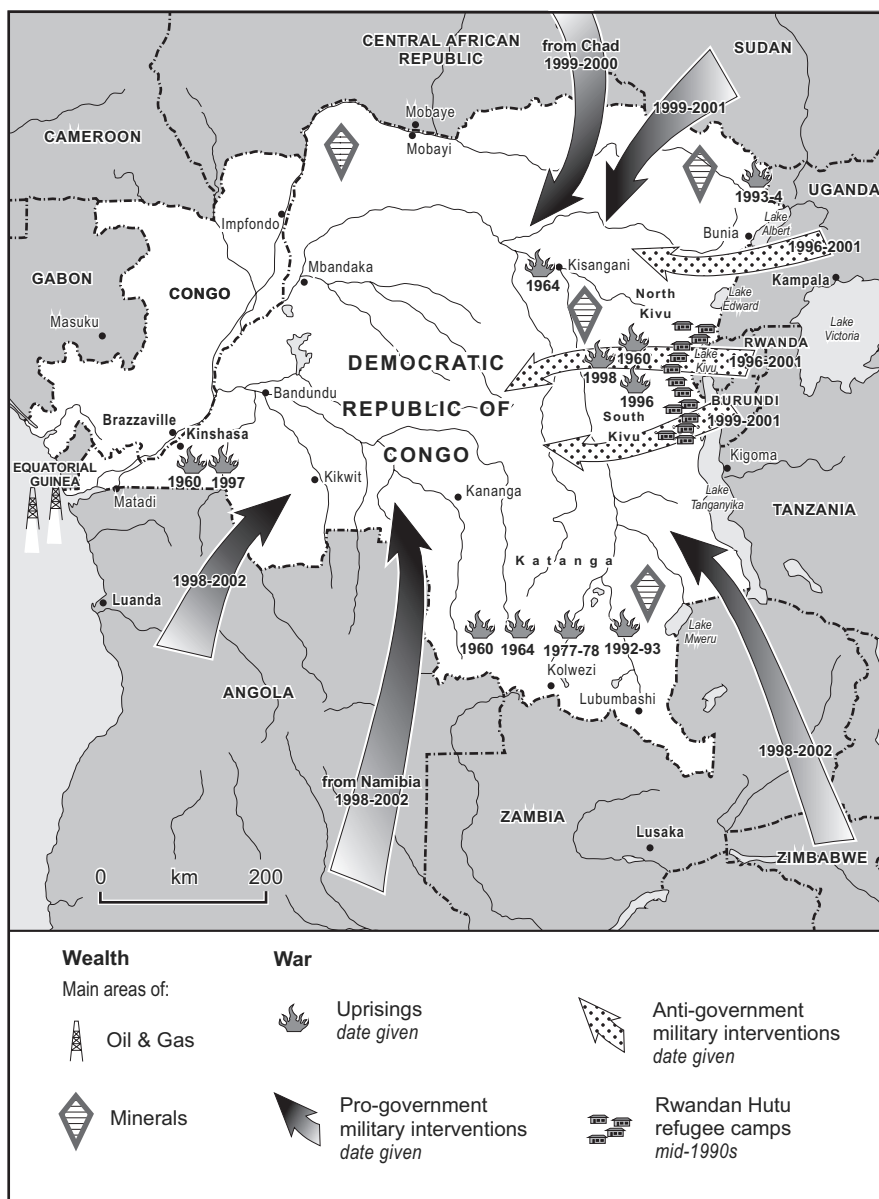 CENTRAL AFRICAN
REPUBLIC
from Chad
1999-2000
SUDAN
1999-2001
CAMEROON
Mobaye
Mobayi
1993-4
UGANDA
Lake
Albert
Impfondo
Bunia
1996-2001
GABON
CONGO
Mbandaka
1964
Kisangani
Kampala
Masuku
North
Kivu
Lake
Edward
Lake
Victoria
RWANDA
1960
Lake
Kivu
1996-2001
DEMOCRATIC
REPUBLIC OF
CONGO
1998
1996
Bandundu
BURUNDI
1999-2001
South
Kivu
Brazzaville
Kinshasa
EQUATORIAL
GUINEA
1960
1997
Kikwit
Kananga
Kigoma
Matadi
Lake
Tanganyika
TANZANIA
Katanga
1998-2002
Luanda
Lake
Mweru
1960
1964
1977-78
1992-93
Kolwezi
ANGOLA
Lubumbashi
1998-2002
from Namibia
1998-2002
ZAMBIA
Lusaka
ZIMBABWE
0 km 200
Wealth
Main areas of:
Oil & Gas
Minerals
War
Uprisings
date given
Pro-government
military interventions
date given
Anti-government
military interventions
date given
Rwandan Hutu
refugee camps
mid-1990s